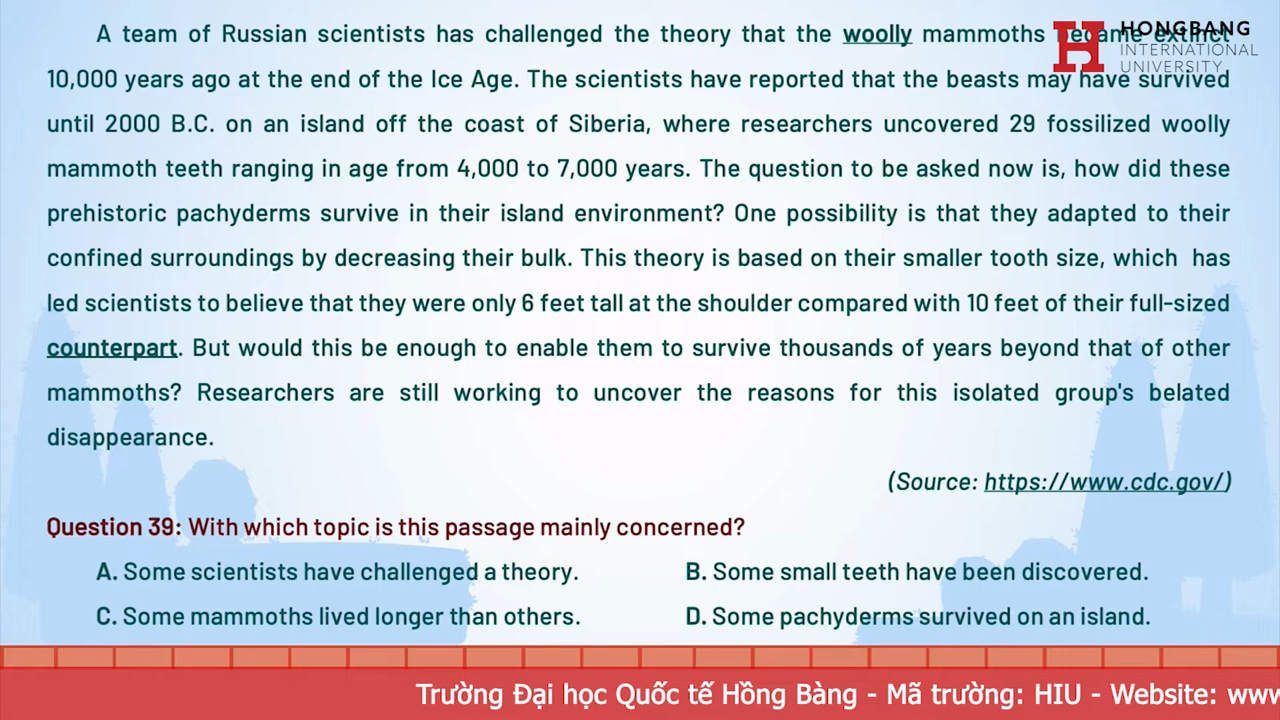 A team of Russian scientists has challenged the theory that the woolly mammoths became extinct
HONGBANG
INTERNATIONAL
UNIVERSITY
10,000 years ago at the end of the Ice Age. The scientists have reported that the beasts may have survived
until 2000 B.C. on an island off the coast of Siberia, where researchers uncovered 29 fossilized woolly
mammoth teeth ranging in age from 4,000 to 7,000 years. The question to be asked now is, how did these
prehistoric pachyderms survive in their island environment? One possibility is that they adapted to their
confined surroundings by decreasing their bulk. This theory is based on their smaller tooth size, which has
led scientists to believe that they were only 6 feet tall at the shoulder compared with 10 feet of their full-sized
counterpart. But would this be enough to enable them to survive thousands of years beyond that of other
mammoths? Researchers are still working to uncover the reasons for this isolated group's belated
disappearance.
(Source: https://www.cdc.gov/)
Question 39: With which topic is this passage mainly concerned?
A. Some scientists have challenged a theory. B. Some small teeth have been discovered.
C. Some mammoths lived longer than others. D. Some pachyderms survived on an island.
Trường Đại học Quốc tế Hồng Bàng - Mã trường: HIU - Website: www